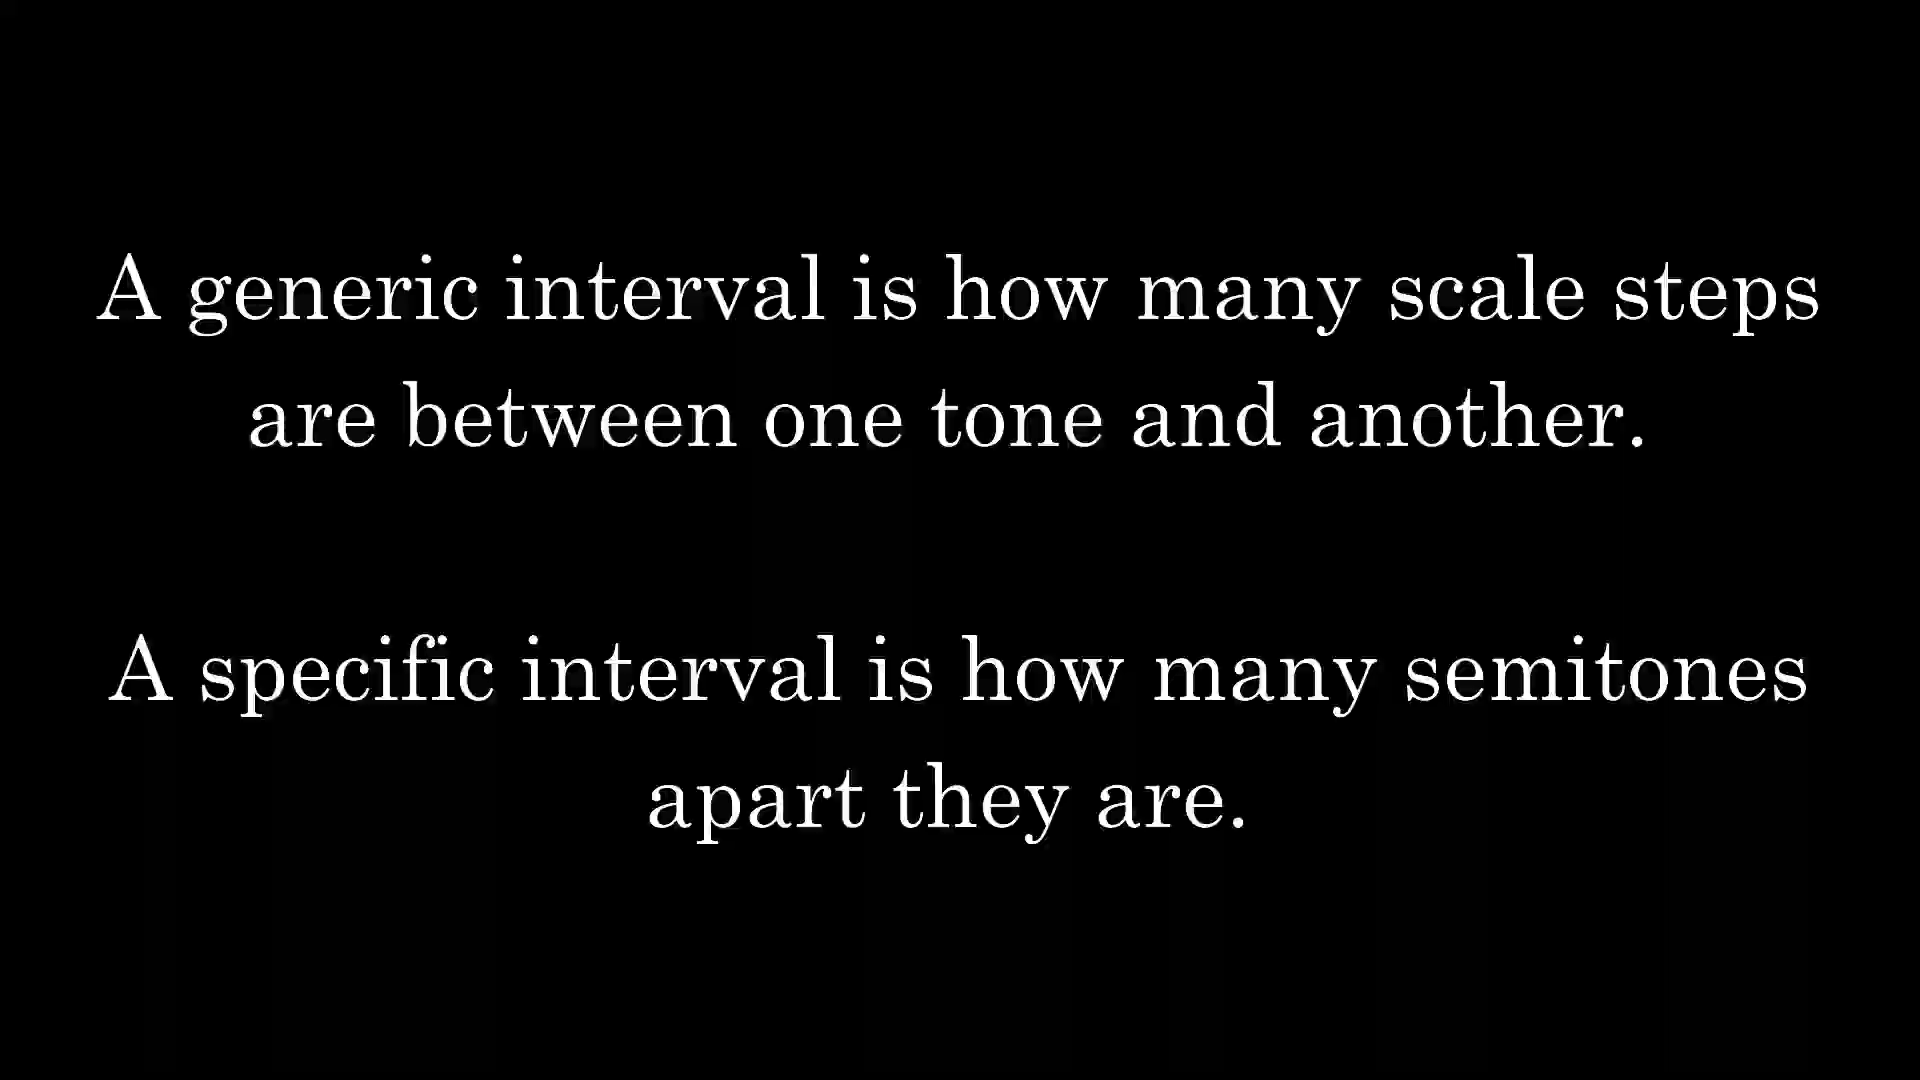 A generic interval is how many scale steps
are between one tone and another.
A specific interval is how many semitones
apart they are.